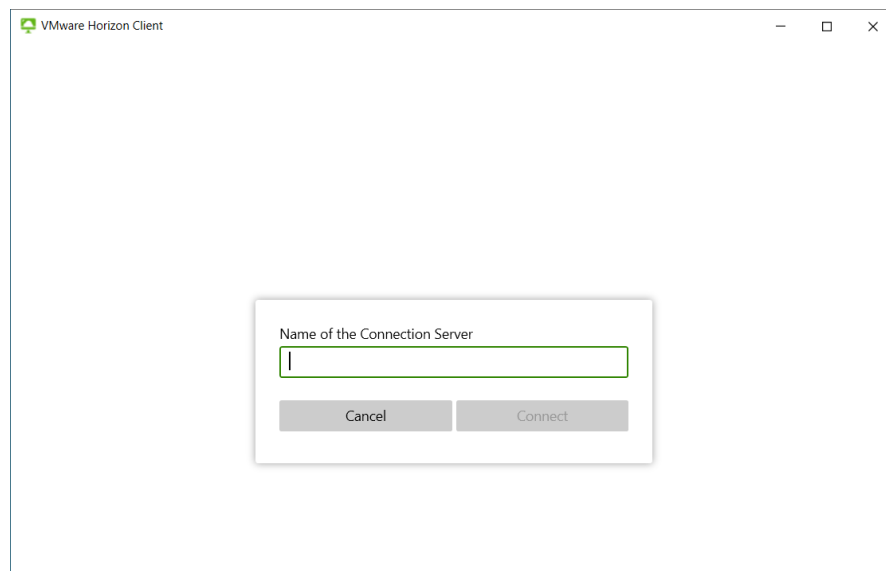 VMware Horizon Client
Name of the Connection Server
Cancel
Connect